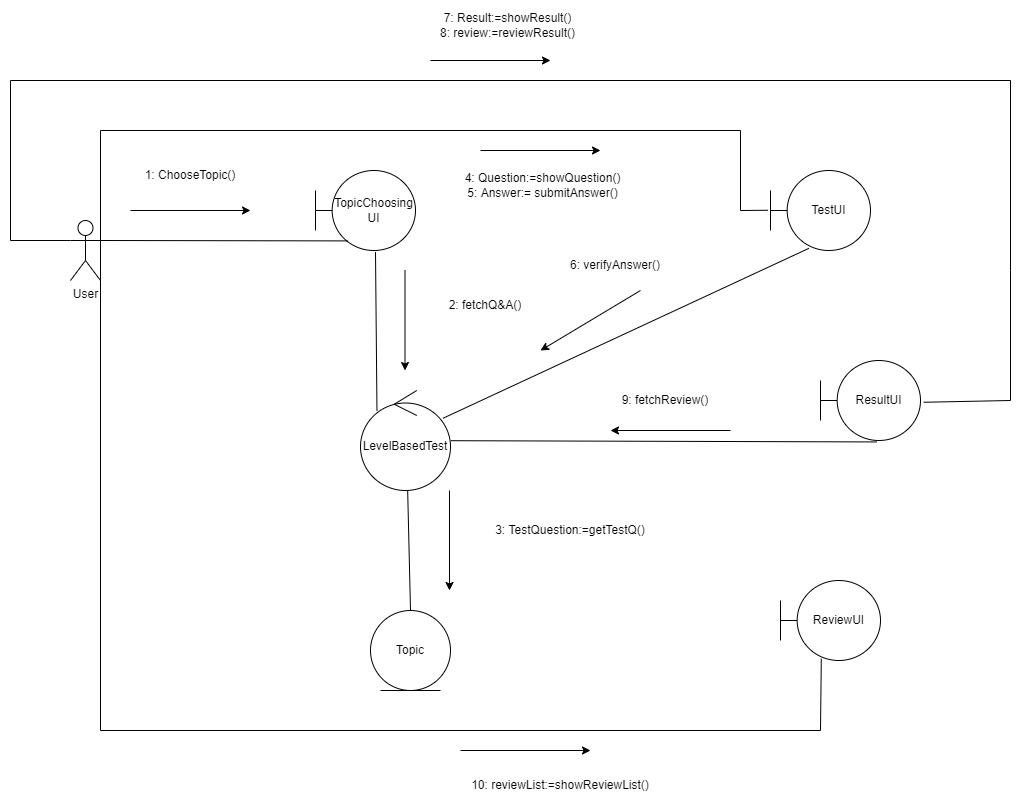 7: Result:=showResult()
8: review:=reviewResult()
1: ChooseTopic()
4: Question:=showQuestion()
5: Answer:= submitAnswer()
TopicChoosing
UI
TestUI
User
6: verifyAnswer()
2: fetchQ&A()
9: fetchReview()
ResultUI
LevelBasedTest
3: TestQuestion:=getTestQ()
ReviewUI
Topic
10: reviewList:=showReviewList()